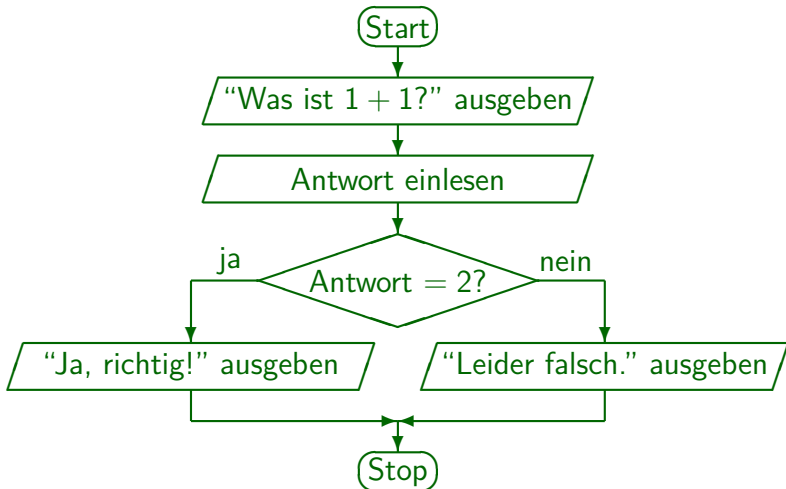 Start
“Was ist 1 + 1?” ausgeben
Antwort einlesen
ja
nein
Antwort = 2?
“Ja, richtig!” ausgeben
“Leider falsch.” ausgeben
Stop